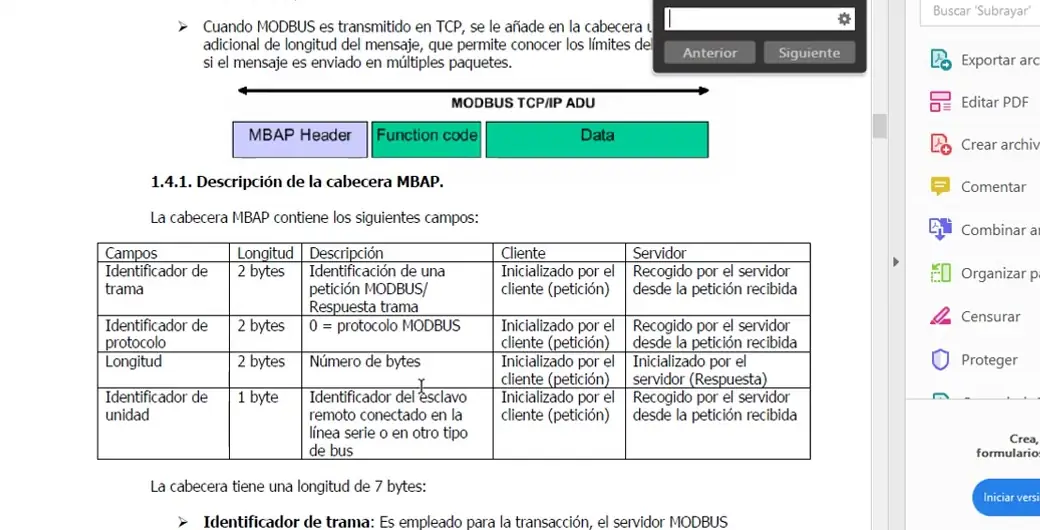 ➢ Cuando MODBUS es transmitido en TCP, se le añade en la cabecera
adicional de longitud del mensaje, que permite conocer los límites
si el mensaje es enviado en múltiples paquetes.
Anterior Siguiente
MODBUS TCP/IP ADU
MBAP Header Function code Data
1.4.1. Descripción de la cabecera MBAP.
La cabecera MBAP contiene los siguientes campos:
Campos Longitud Descripción Cliente Servidor
Identificador de trama 2 bytes Identificación de una petición MODBUS/ Respuesta trama Inicializado por el cliente (petición) Recogido por el servidor desde la petición recibida
Identificador de protocolo 2 bytes 0 = protocolo MODBUS Inicializado por el cliente (petición) Recogido por el servidor desde la petición recibida
Longitud 2 bytes Número de bytes Inicializado por el cliente (petición) Inicializado por el servidor (Respuesta)
Identificador de unidad 1 byte Identificador del esclavo remoto conectado en la línea serie o en otro tipo de bus Inicializado por el cliente (petición) Recogido por el servidor desde la petición recibida
La cabecera tiene una longitud de 7 bytes:
➢ Identificador de trama: Es empleado para la transacción, el servidor MODBUS
Buscar 'Subrayar'
Exportar arc
Editar PDF
Crear archiv
Comentar
Combinar a
Organizar pá
Censurar
Proteger
Crea,
formularios
Iniciar versi